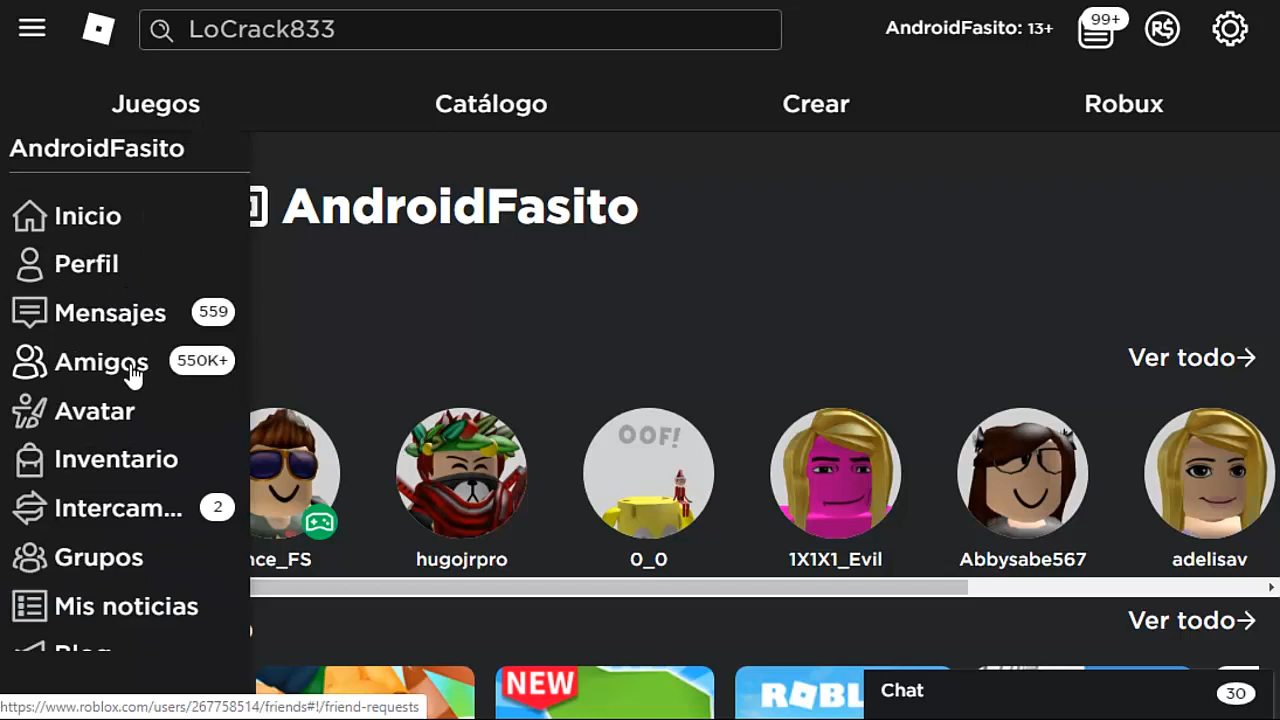 LoCrack833
AndroidFasito: 13+
99+
R$
Juegos
Catálogo
Crear
Robux
AndroidFasito
Inicio
Perfil
Mensajes 559
Amigos 550K+
Avatar
Inventario
Intercam... 2
Grupos
Mis noticias
Blog
AndroidFasito
Ver todo→
OOF!
nce_FS
hugojrpro
0_0
1X1X1_Evil
Abbysabe567
adelisav
Ver todo→
NEW
ROBL
Chat 30
https://www.roblox.com/users/267758514/friends#!/friend-requests